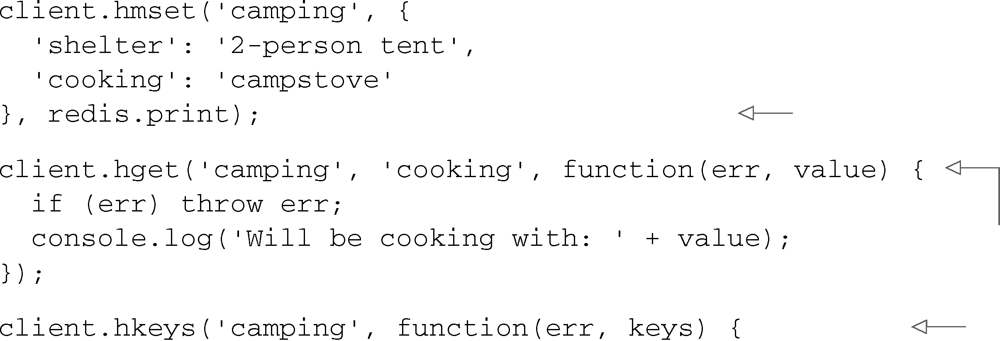 client.hmset('camping', {
  'shelter': '2-person tent',
  'cooking': 'campstove'
}, redis.print);
client.hget('camping', 'cooking', function(err, value) {
  if (err) throw err;
  console.log('Will be cooking with: ' + value);
});
client.hkeys('camping', function(err, keys) {